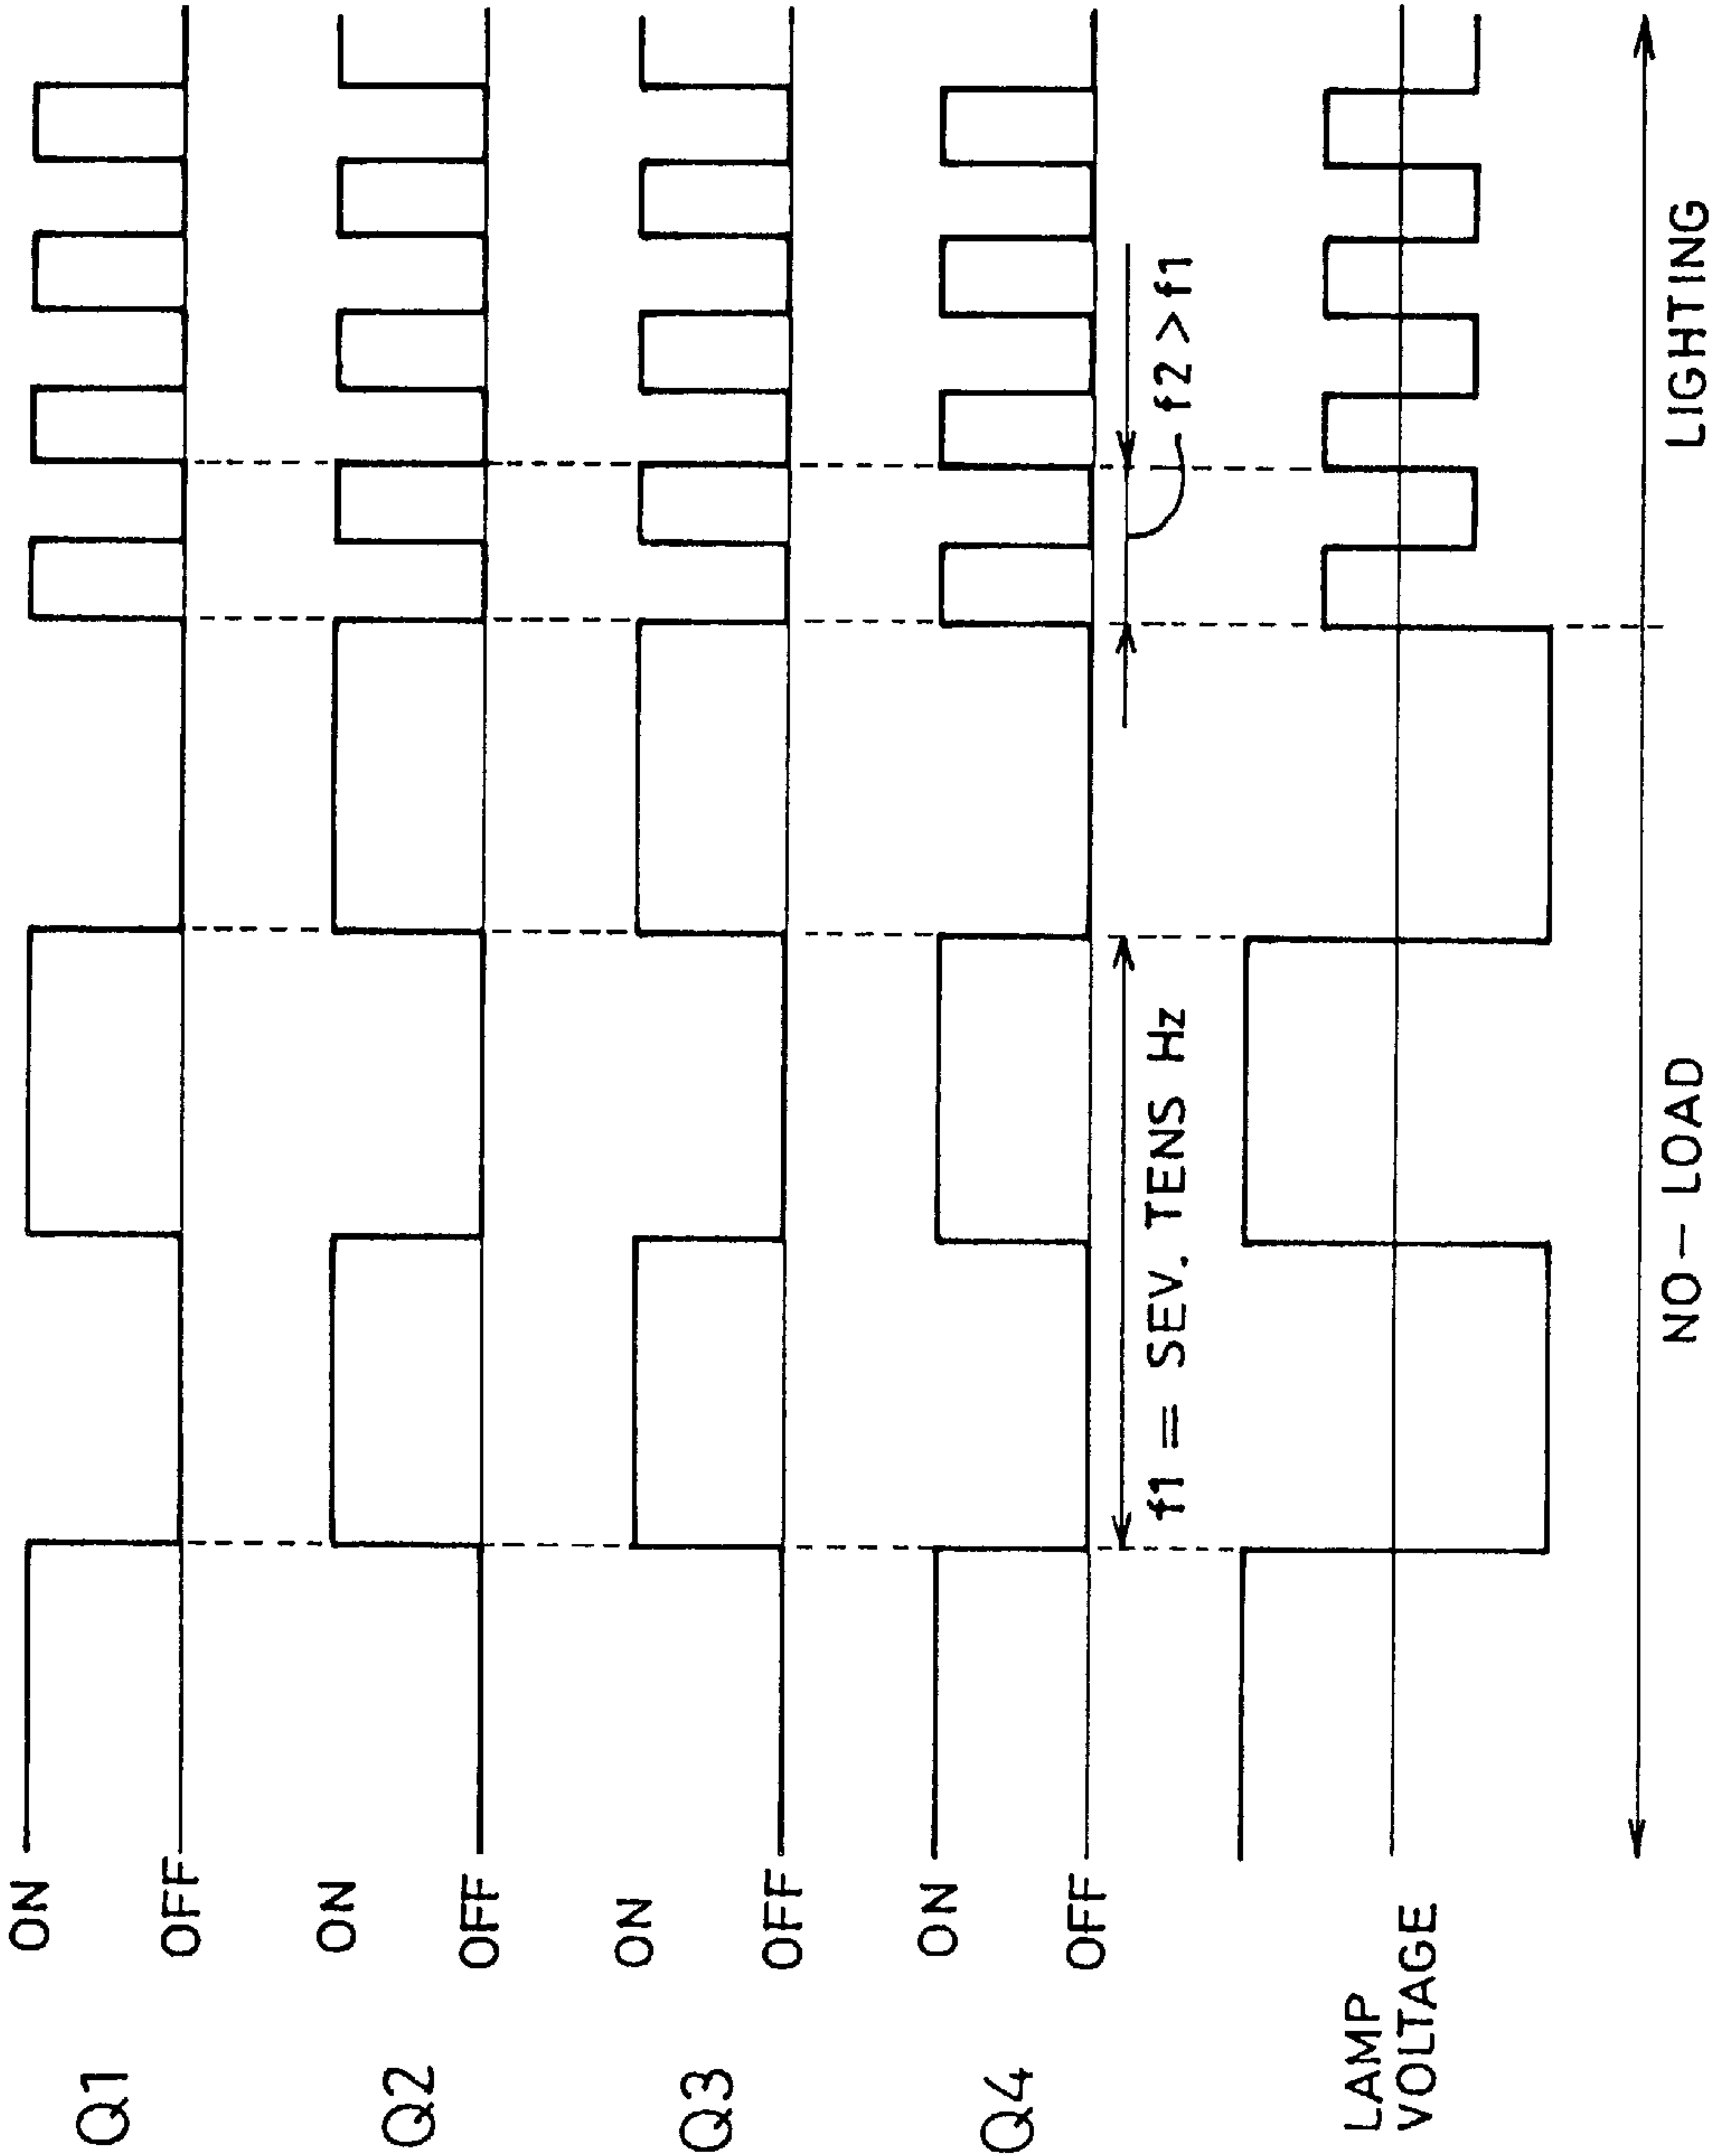 Q1
ON
OFF
Q2
ON
OFF
Q3
ON
OFF
Q4
ON
OFF
f1 = SEV. TENS Hz
f2 > f1
LAMP
VOLTAGE
NO-LOAD
LIGHTING